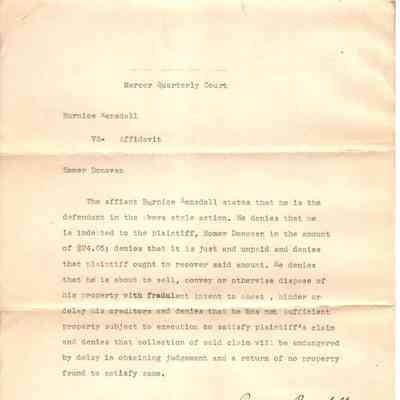 Mercer Quarterly Court
Burnice Ransdell
VS- Affidavit
Homer Donovan
The affiant Burnice Ransdell states that he is the
defendant in the above style action. He denies that he
is indebted to the plaintiff, Homer Donovan in the amount
of $24.05; denies that it is just and unpaid and denies
that plaintiff ought to recover said amount. He denies
that he is about to sell, convey or otherwise dispose of
his property with fradulent intent to cheat , hinder or
delay his creditors and denies that he has not sufficient
property subject to execution to satisfy plaintiff's claim
and denies that collection of said claim will be endangered
by delay in obtaining judgement and a return of no property
found to satisfy same.